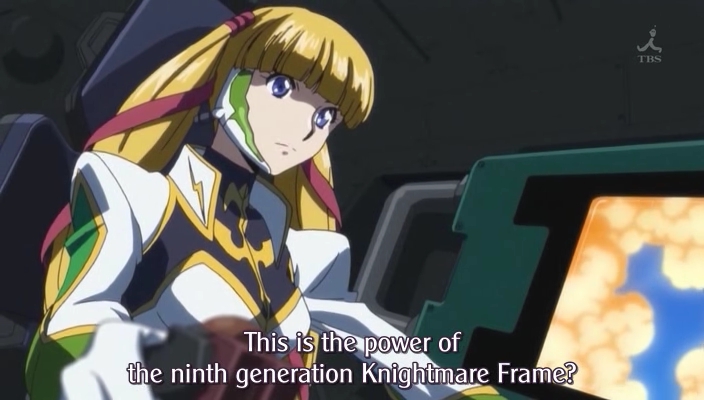 TBS
This is the power of
the ninth generation Knightmare Frame?